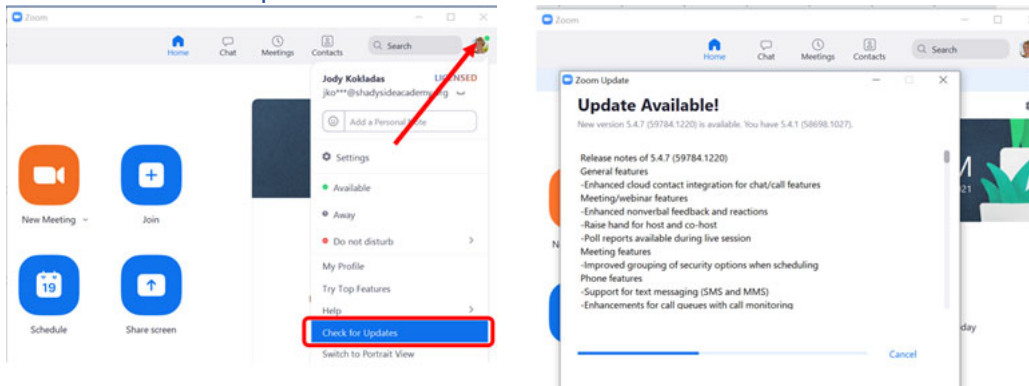 Zoom
Home Chat Meetings Contacts Search
Jody Kokladas LICENSED
Add a Personal Note
Settings
Available
Away
Do not disturb
My Profile
Try Top Features
Help
Check for Updates
Switch to Portrait View
New Meeting
Join
19
Schedule
Share screen
Zoom
Home Chat Meetings Contacts Search
Zoom Update
Update Available!
New version 5.4.7 (59784.1220) is available. You have 5.4.1 (58698.1027).
Release notes of 5.4.7 (59784.1220)
General features
-Enhanced cloud contact integration for chat/call features
Meeting/webinar features
-Enhanced nonverbal feedback and reactions
-Raise hand for host and co-host
-Poll reports available during live session
Meeting features
-Improved grouping of security options when scheduling
Phone features
-Support for text messaging (SMS and MMS)
-Enhancements for call queues with call monitoring
Cancel